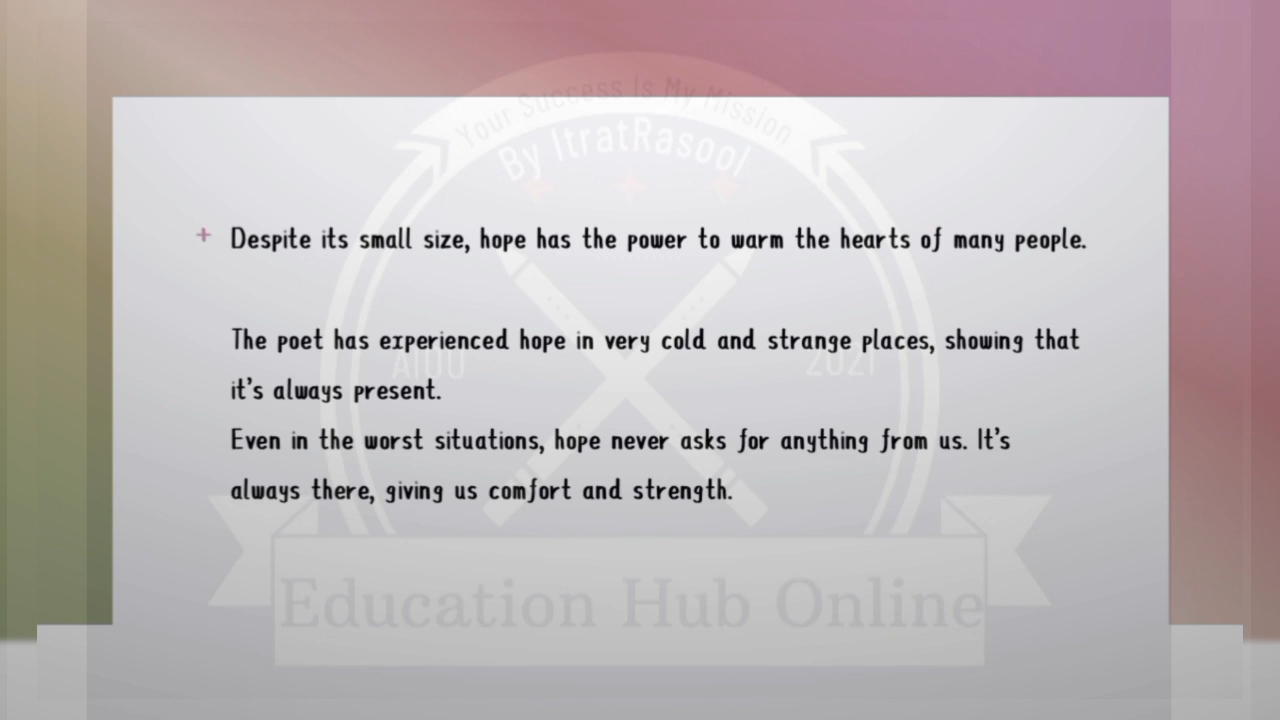 Your Success Is My Mission
By ItratRasool
Despite its small size, hope has the power to warm the hearts of many people.
The poet has experienced hope in very cold and strange places, showing that
AIOU 2021
it's always present.
Even in the worst situations, hope never asks for anything from us. It's
always there, giving us comfort and strength.
Education Hub Online